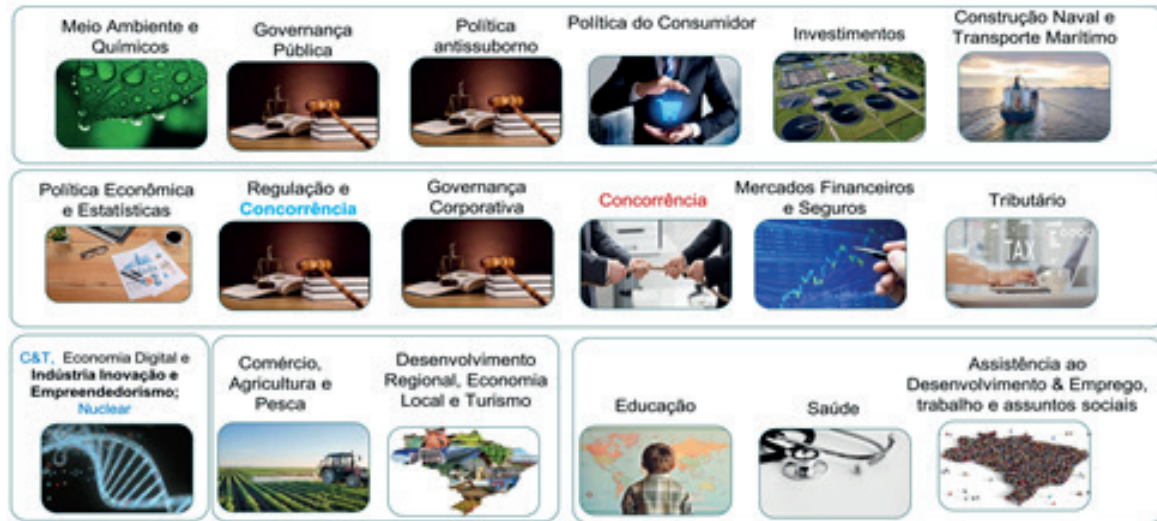 Meio Ambiente e
Químicos
Governança
Pública
Política
antissuborno
Política do Consumidor
Investimentos
Construção Naval e
Transporte Marítimo
Política Econômica
e Estatísticas
Regulação e
Concorrência
Governança
Corporativa
Concorrência
Mercados Financeiros
e Seguros
Tributário
TAX
C&T, Economia Digital e
Indústria Inovação e
Empreendedorismo;
Nuclear
Comércio,
Agricultura e
Pesca
Desenvolvimento
Regional, Economia
Local e Turismo
Educação
Saúde
Assistência ao
Desenvolvimento & Emprego,
trabalho e assuntos sociais